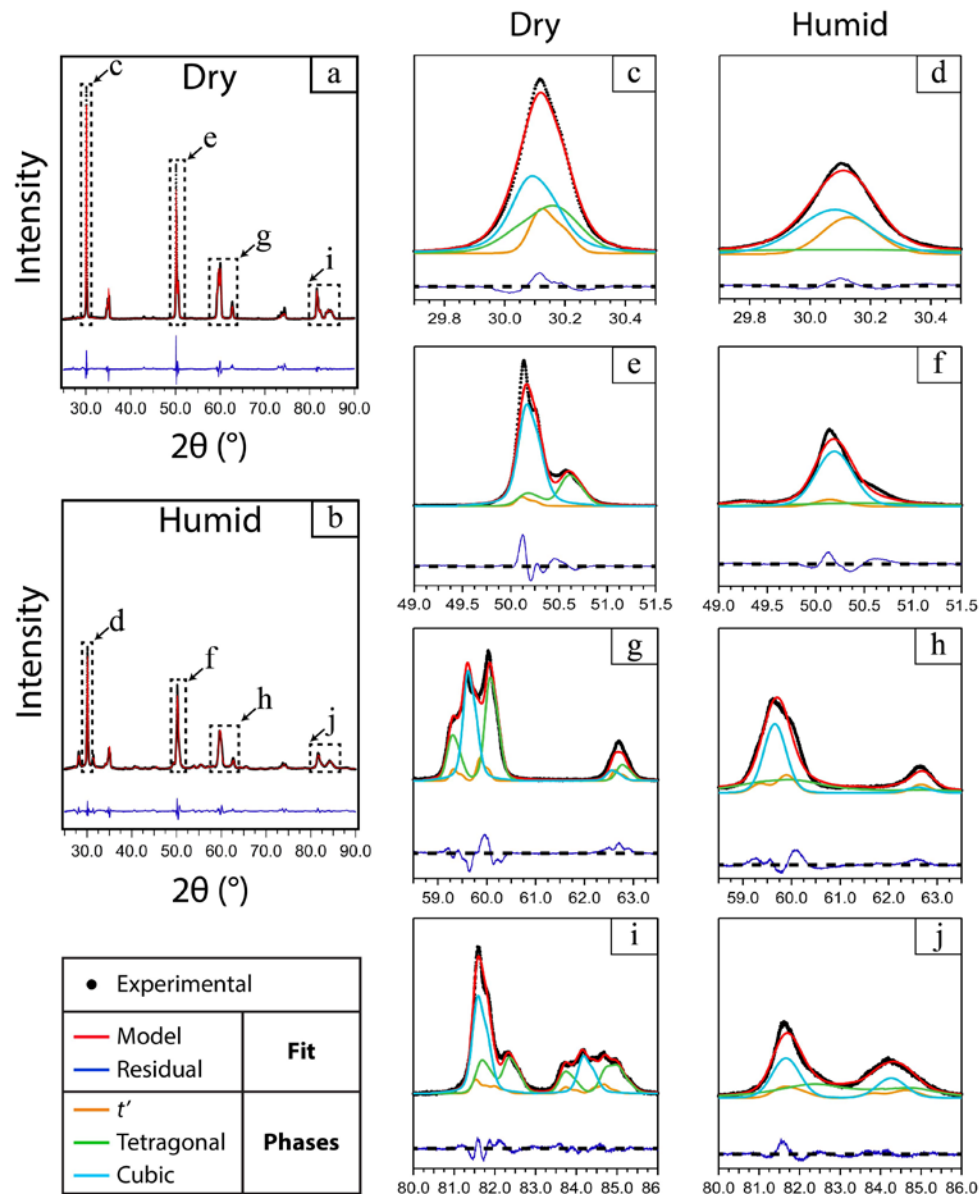 Dry
Humid
Dry
a
c
e
g
i
Intensity
30.0 40.0 50.0 60.0 70.0 80.0 90.0
2θ (°)
Humid
b
d
f
h
j
Intensity
30.0 40.0 50.0 60.0 70.0 80.0 90.0
2θ (°)
Experimental
Model
Residual
Fit
t'
Tetragonal
Cubic
Phases
c
29.8 30.0 30.2 30.4
d
29.8 30.0 30.2 30.4
e
49.0 49.5 50.0 50.5 51.0 51.5
f
49.0 49.5 50.0 50.5 51.0 51.5
g
59.0 60.0 61.0 62.0 63.0
h
59.0 60.0 61.0 62.0 63.0
i
80.0 81.0 82.0 83.0 84.0 85.0 86
j
80.0 81.0 82.0 83.0 84.0 85.0 86.0